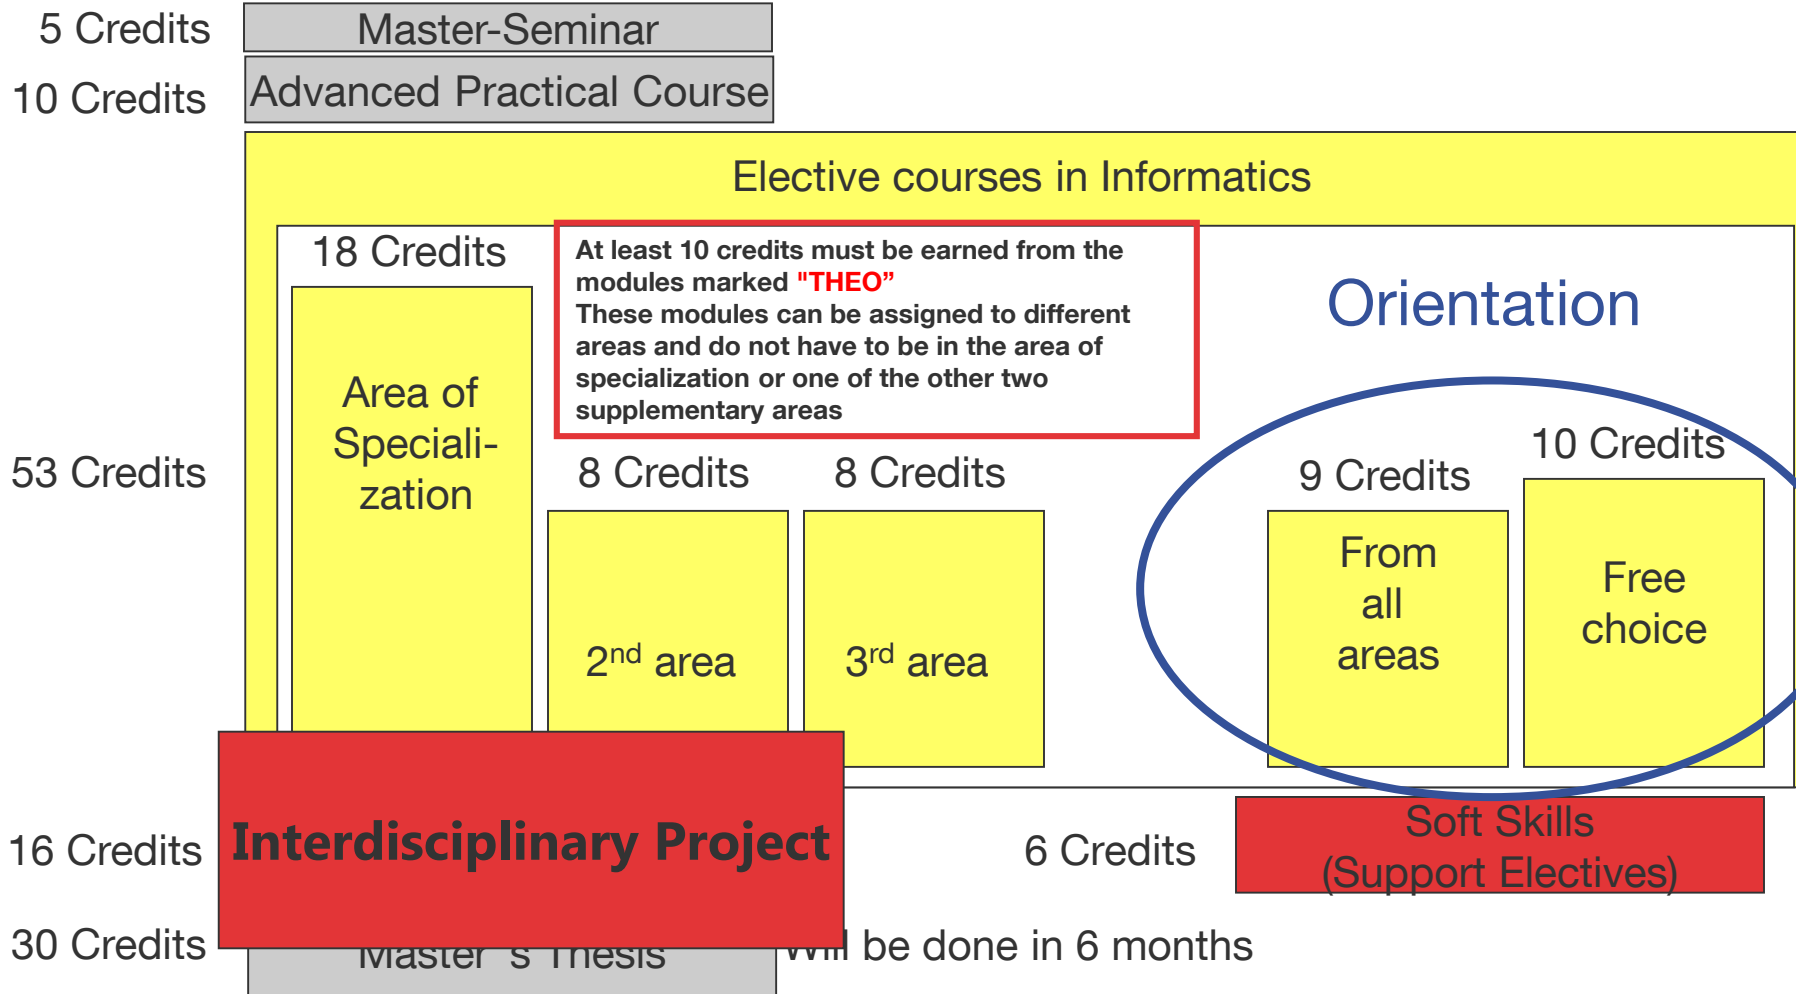 5 Credits
Master-Seminar
10 Credits
Advanced Practical Course
Elective courses in Informatics
18 Credits
At least 10 credits must be earned from the
modules marked "THEO”
These modules can be assigned to different
areas and do not have to be in the area of
specialization or one of the other two
supplementary areas
Orientation
53 Credits
Area of
Speciali-
zation
8 Credits
2nd area
8 Credits
3rd area
9 Credits
From
all
areas
10 Credits
Free
choice
16 Credits
Interdisciplinary Project
6 Credits
Soft Skills
(Support Electives)
30 Credits
Master´s Thesis
Will be done in 6 months